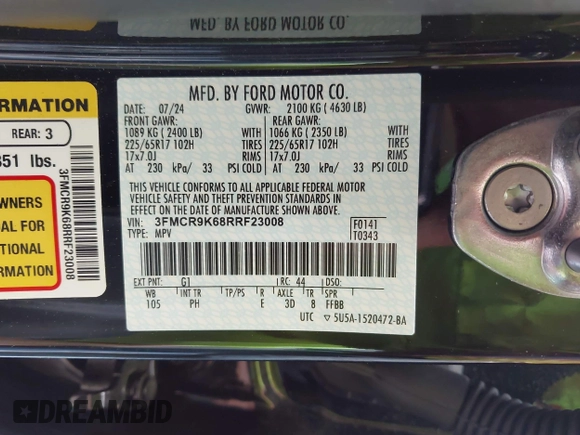 MFD. BY FORD MOTOR CO.
MFD. BY FORD MOTOR CO.
DATE: 07/24 GVWR: 2100 KG ( 4630 LB)
FRONT GAWR: REAR GAWR:
1089 KG ( 2400 LB) WITH 1066 KG ( 2350 LB) WITH
225/65R17 102H TIRES 225/65R17 102H TIRES
17x7.0J RIMS 17x7.0J RIMS
AT 230 kPa/ 33 PSI COLD AT 230 kPa/ 33 PSI COLD
THIS VEHICLE CONFORMS TO ALL APPLICABLE FEDERAL MOTOR
VEHICLE SAFETY AND THEFT PREVENTION STANDARDS IN
EFFECT ON THE DATE OF MANUFACTURE SHOWN ABOVE.
VIN: 3FMCR9K68RRF23008 F0141
TYPE: MPV T0343
EXT PNT: G1 RC: 44 DSO:
WB INT TR TP/PS R AXLE TR SPR
105 PH E 3D 8 FFBB
UTC ▽ 5U5A-1520472-BA
FORMATION
REAR: 3
351 lbs.
OWNERS
UAL FOR
TIONAL
RMATION
3FMCR9K68RRF23008
DREAMBID